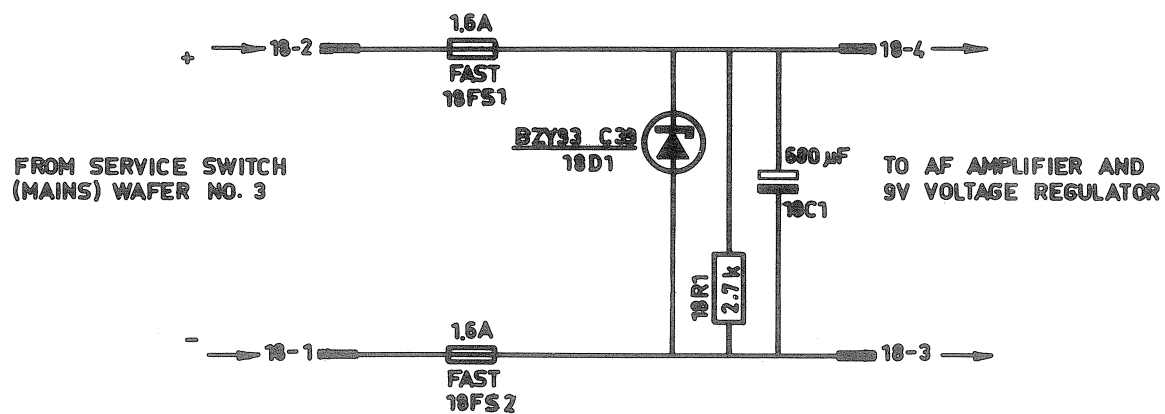 1.6A
+
18-2
18-4
FAST
18FS1
BZY93 C39
18D1
680 µF
18C1
FROM SERVICE SWITCH
(MAINS) WAFER NO. 3
TO AF AMPLIFIER AND
9V VOLTAGE REGULATOR
18R1
2.7 k
1.6A
-
18-1
18-3
FAST
18FS2